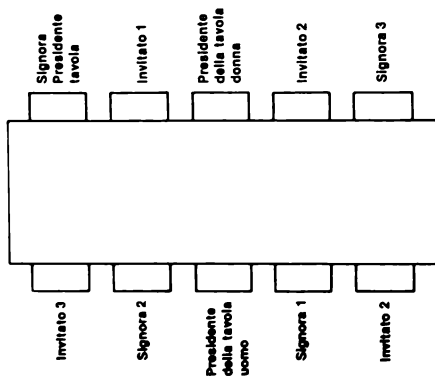 Signora
Presidente
tavola
Invitato 1
Presidente
della tavola
donna
Invitato 2
Signora 3
Invitato 3
Signora 2
Presidente
della tavola
uomo
Signora 1
Invitato 2